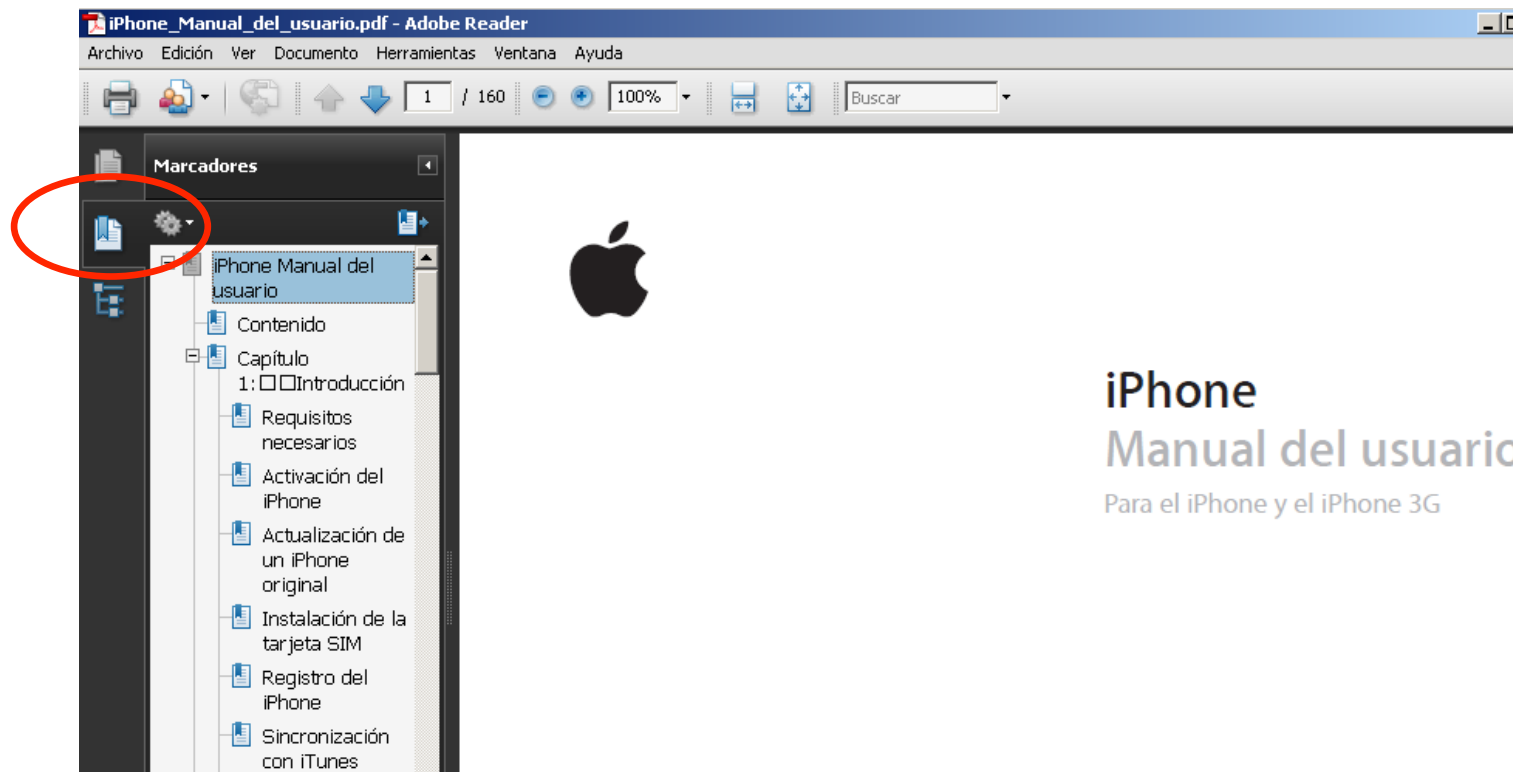 iPhone_Manual_del_usuario.pdf - Adobe Reader
Archivo Edición Ver Documento Herramientas Ventana Ayuda
1 / 160 100% Buscar
Marcadores
iPhone Manual del
usuario
Contenido
Capítulo
1:□□Introducción
Requisitos
necesarios
Activación del
iPhone
Actualización de
un iPhone
original
Instalación de la
tarjeta SIM
Registro del
iPhone
Sincronización
con iTunes
iPhone
Manual del usuario
Para el iPhone y el iPhone 3G